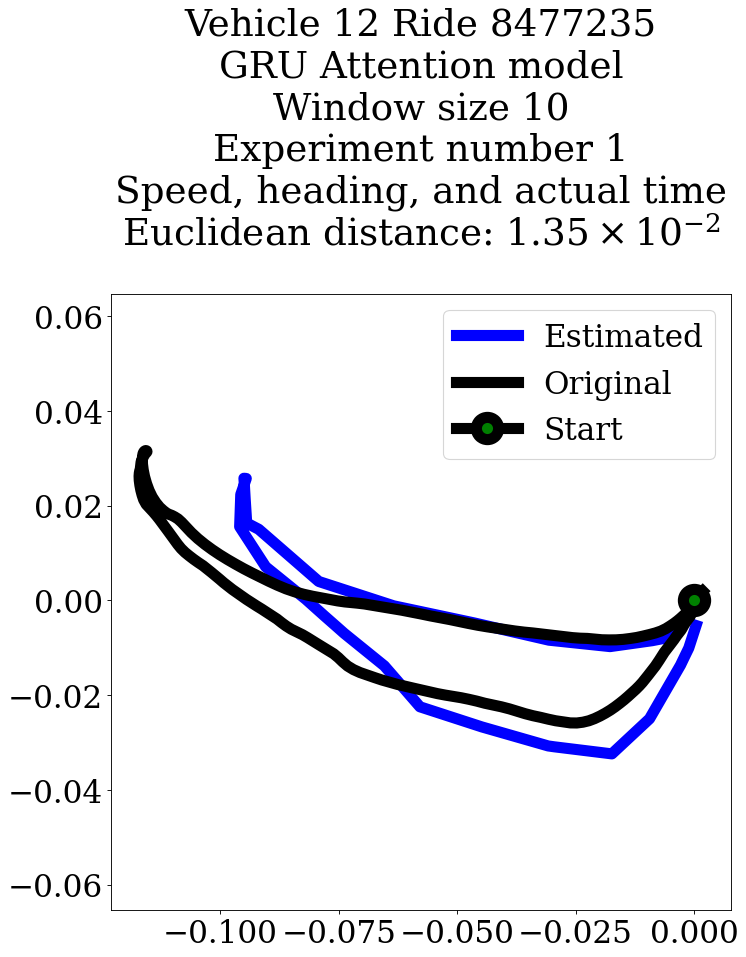 Vehicle 12 Ride 8477235
GRU Attention model
Window size 10
Experiment number 1
Speed, heading, and actual time
Euclidean distance: 1.35 × 10⁻²
Estimated
Original
Start
0.06
0.04
0.02
0.00
−0.02
−0.04
−0.06
−0.100 −0.075 −0.050 −0.025 0.000